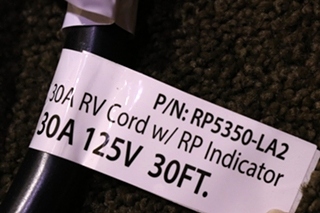 P/N: RP5350-LA2
30A RV Cord w/ RP Indicator
30A 125V 30FT.